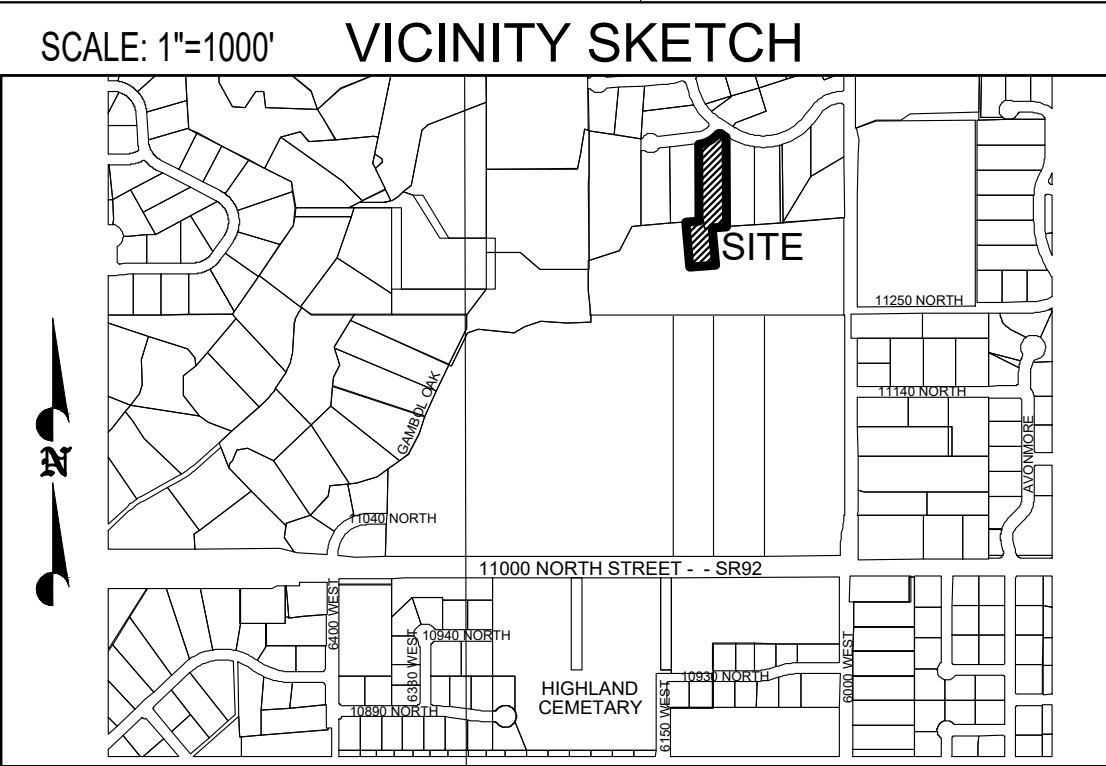 SCALE: 1"=1000'
VICINITY SKETCH
SITE
11250 NORTH
N
11140 NORTH
GAMBOL OAK
AVONMORE
11040 NORTH
11000 NORTH STREET - - SR92
6400 WEST
10940 NORTH
6330 WEST
6000 WEST
10930 NORTH
HIGHLAND
CEMETARY
6150 WEST
10890 NORTH